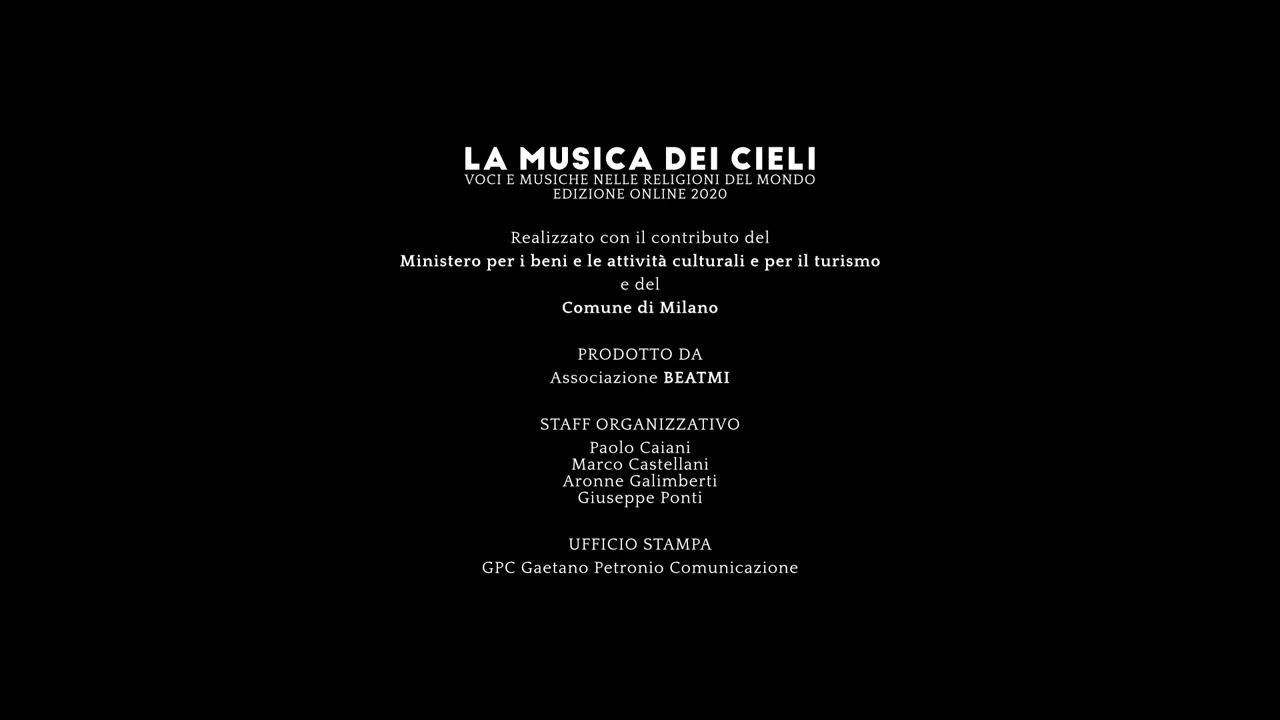 LA MUSICA DEI CIELI
VOCI E MUSICHE NELLE RELIGIONI DEL MONDO
EDIZIONE ONLINE 2020
Realizzato con il contributo del
Ministero per i beni e le attività culturali e per il turismo
e del
Comune di Milano
PRODOTTO DA
Associazione BEATMI
STAFF ORGANIZZATIVO
Paolo Caiani
Marco Castellani
Aronne Galimberti
Giuseppe Ponti
UFFICIO STAMPA
GPC Gaetano Petronio Comunicazione